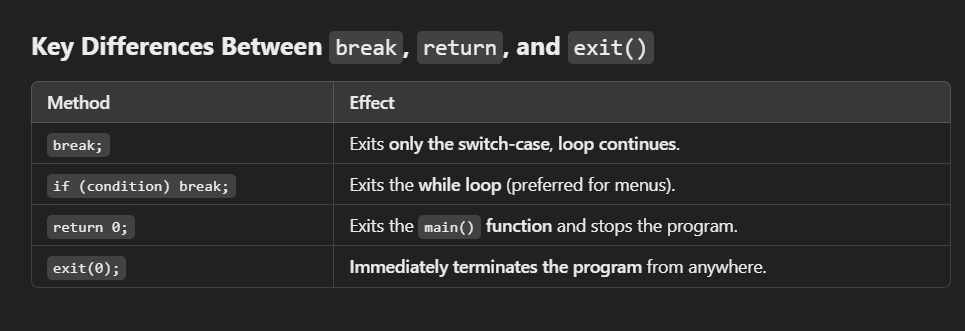 Key Differences Between break, return, and exit()
Method Effect
break; Exits only the switch-case, loop continues.
if (condition) break; Exits the while loop (preferred for menus).
return 0; Exits the main() function and stops the program.
exit(0); Immediately terminates the program from anywhere.